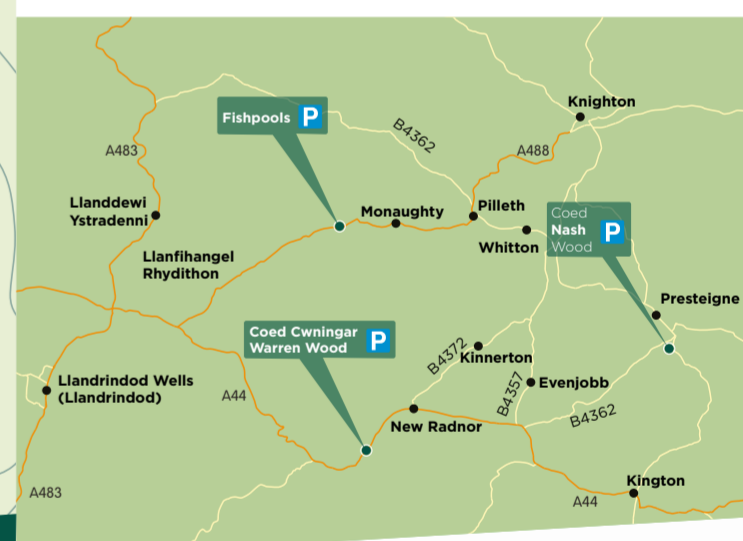 Knighton
Fishpools P
B4362
A483
A488
Llanddewi
Ystradenni
Monaughty
Pilleth
Coed
Nash P
Wood
Whitton
Llanfihangel
Rhydithon
Presteigne
Coed Cwningar P
Warren Wood
B4372
Kinnerton
Llandrindod Wells
(Llandrindod)
A44
B4357
Evenjobb
New Radnor
B4362
Kington
A483
A44